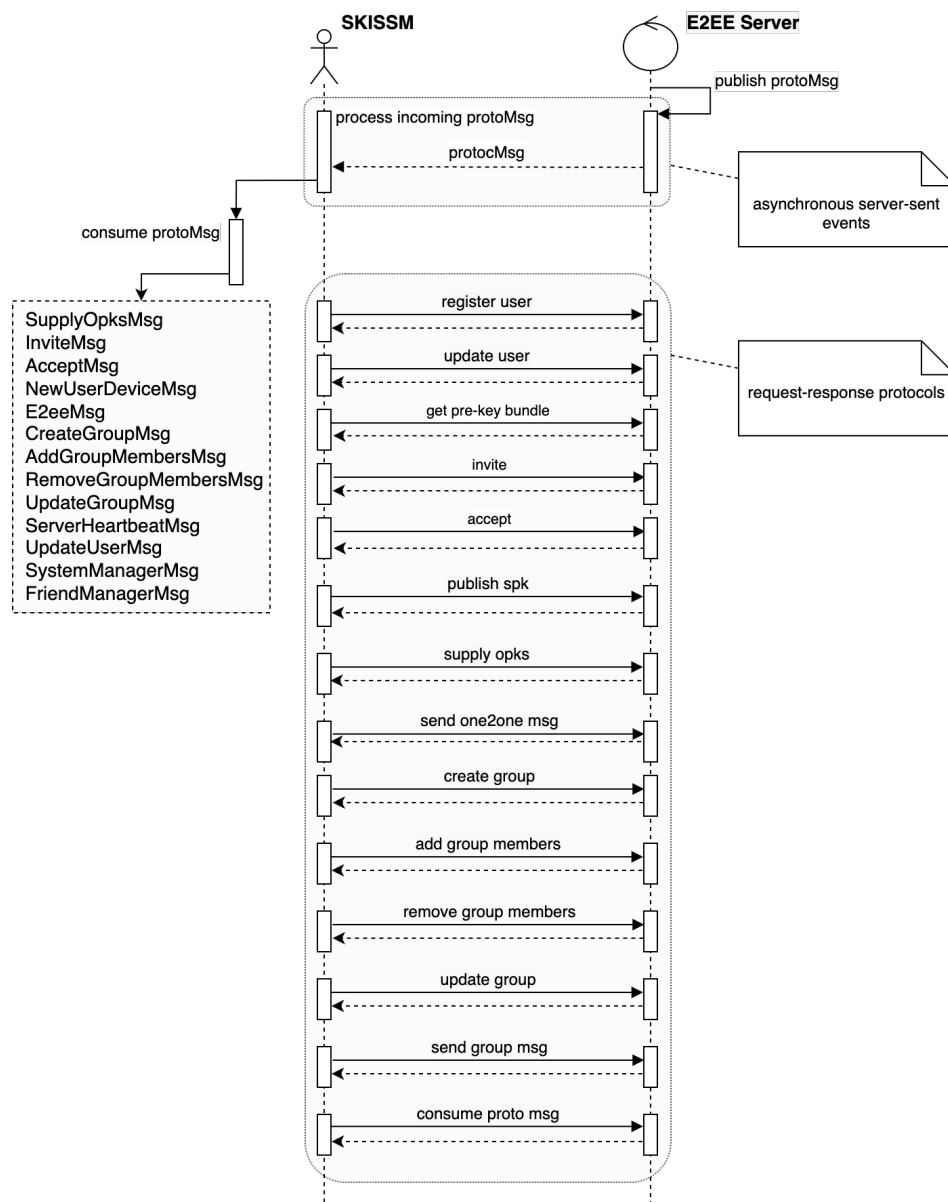 SKISSM
E2EE Server
publish protoMsg
process incoming protoMsg
protocMsg
asynchronous server-sent
events
consume protoMsg
SupplyOpksMsg
InviteMsg
AcceptMsg
NewUserDeviceMsg
E2eeMsg
CreateGroupMsg
AddGroupMembersMsg
RemoveGroupMembersMsg
UpdateGroupMsg
ServerHeartbeatMsg
UpdateUserMsg
SystemManagerMsg
FriendManagerMsg
register user
update user
request-response protocols
get pre-key bundle
invite
accept
publish spk
supply opks
send one2one msg
create group
add group members
remove group members
update group
send group msg
consume proto msg